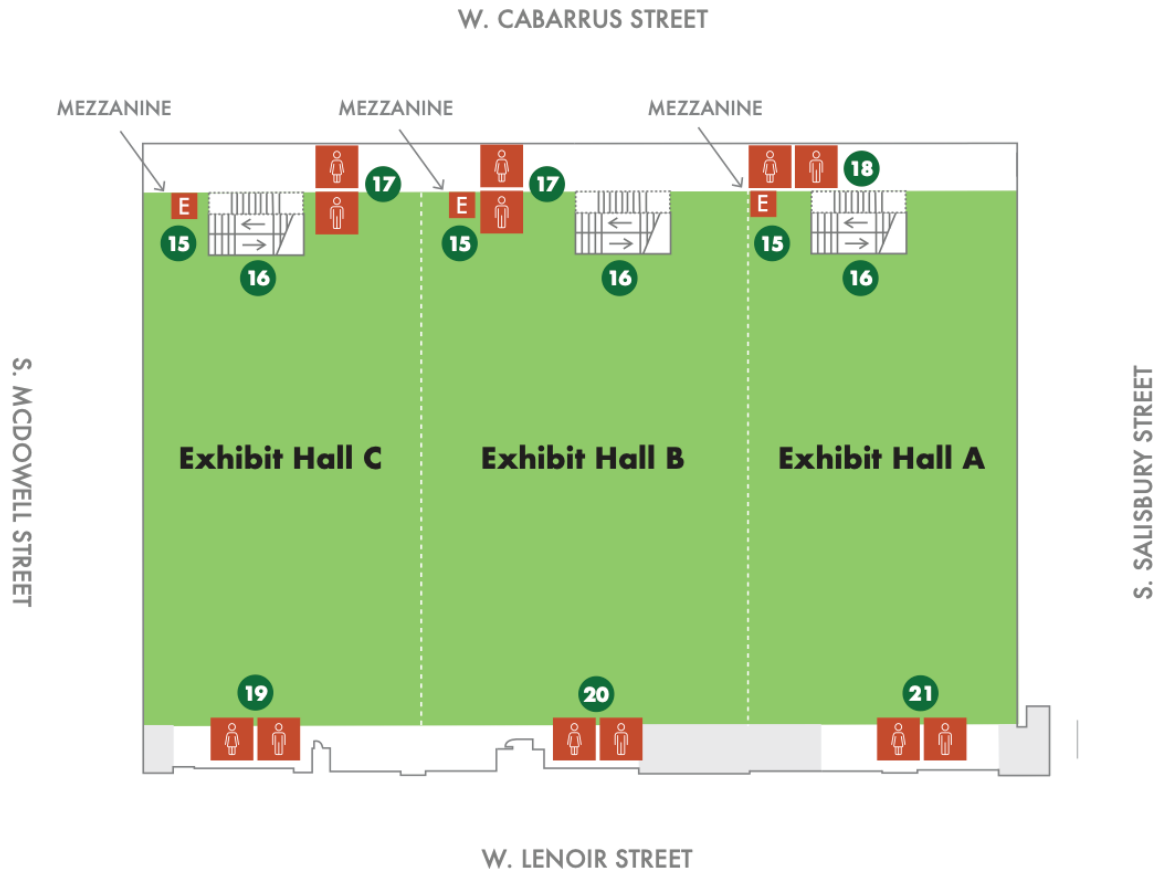 W. CABARRUS STREET
MEZZANINE
MEZZANINE
MEZZANINE
17
17
18
E
E
E
15
15
15
16
16
16
S. MCDOWELL STREET
Exhibit Hall C
Exhibit Hall B
Exhibit Hall A
S. SALISBURY STREET
19
20
21
W. LENOIR STREET